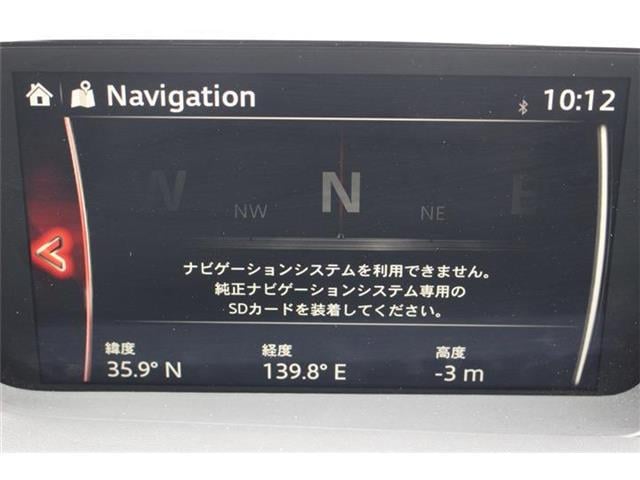 Navigation 10:12
W NW N NE E
ナビゲーションシステムを利用できません。
純正ナビゲーションシステム専用の
SDカードを装着してください。
緯度 経度 高度
35.9° N 139.8° E -3 m